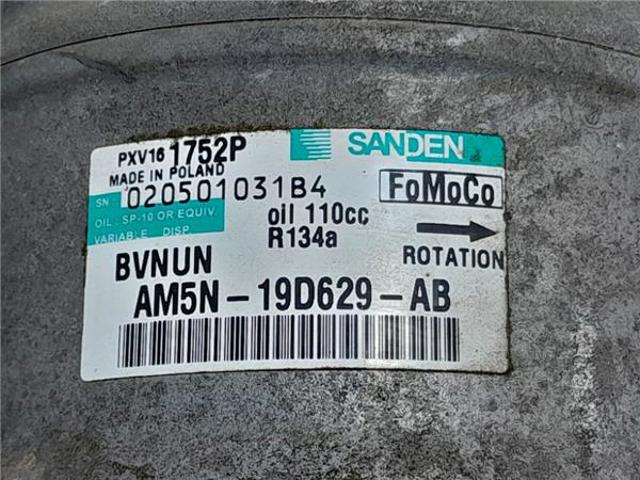 PXV16 1752P SANDEN
MADE IN POLAND
SN 020501031B4 FoMoCo
OIL - SP-10 OR EQUIV. oil 110cc
VARIABLE DISP. R134a
ROTATION
BVNUN
AM5N-19D629-AB